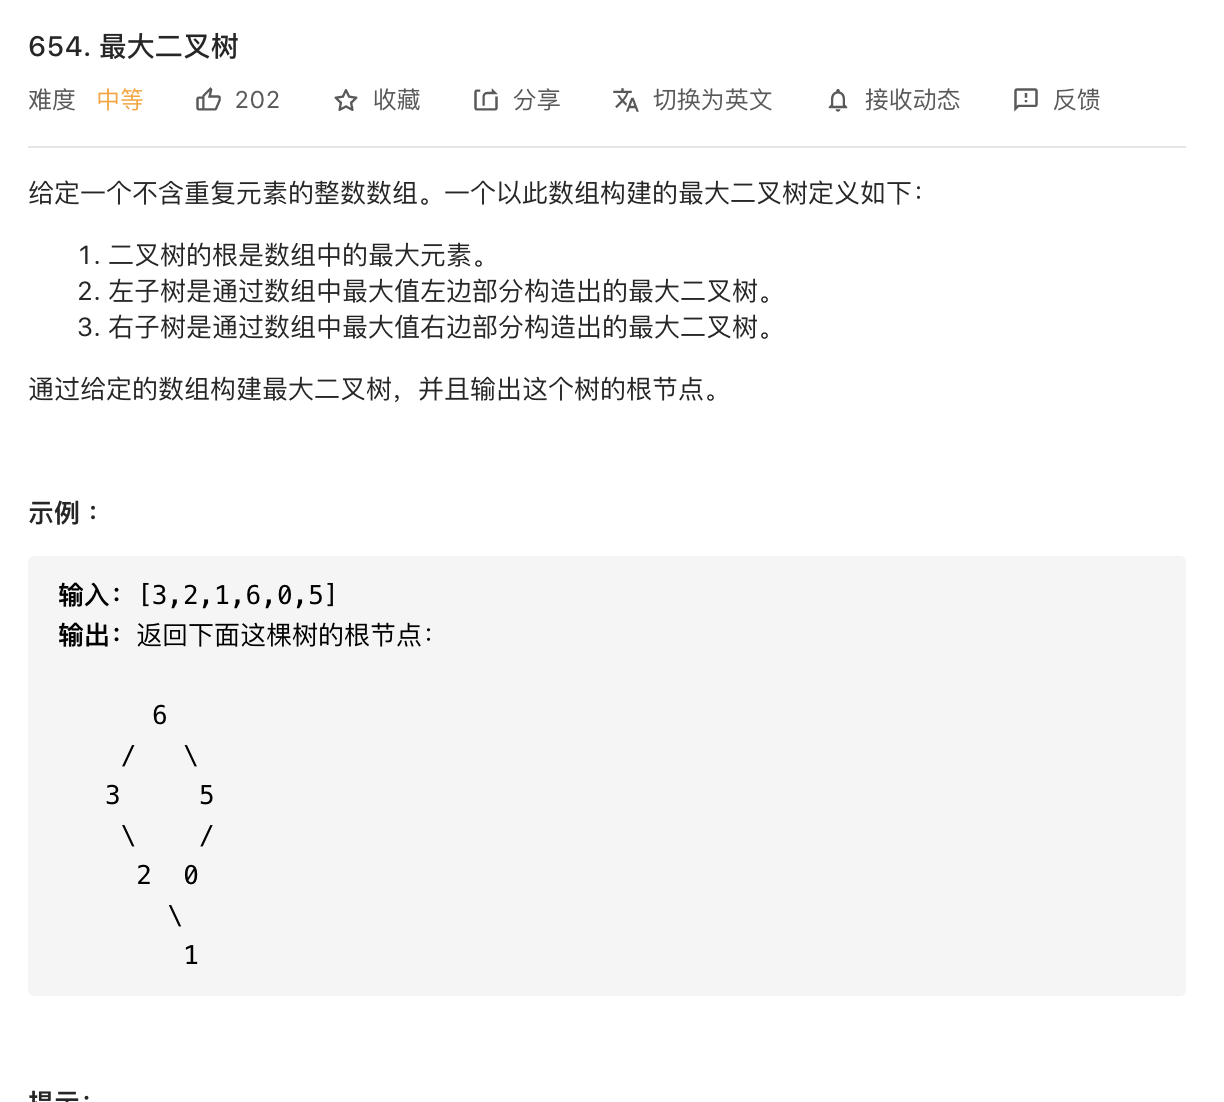 654. 最大二叉树
难度 中等 202 收藏 分享 切换为英文 接收动态 反馈
给定一个不含重复元素的整数数组。一个以此数组构建的最大二叉树定义如下：
1. 二叉树的根是数组中的最大元素。
2. 左子树是通过数组中最大值左边部分构造出的最大二叉树。
3. 右子树是通过数组中最大值右边部分构造出的最大二叉树。
通过给定的数组构建最大二叉树，并且输出这个树的根节点。
示例 ：
输入：[3,2,1,6,0,5]
输出：返回下面这棵树的根节点：
6
/ \
3 5
\ /
2 0
\
1
提示：